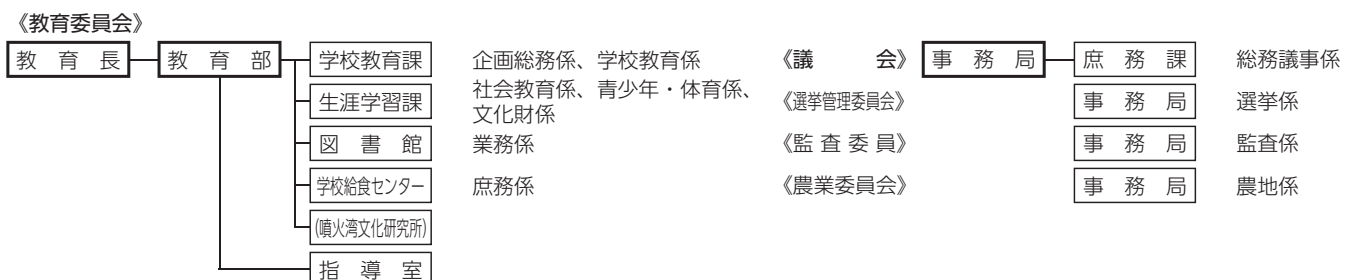 《教育委員会》
教育長 教育部 学校教育課 企画総務係、学校教育係
生涯学習課 社会教育係、青少年・体育係、
文化財係
図書館 業務係
学校給食センター 庶務係
(噴火湾文化研究所)
指導室
《議会》 事務局 庶務課 総務議事係
《選挙管理委員会》 事務局 選挙係
《監査委員》 事務局 監査係
《農業委員会》 事務局 農地係